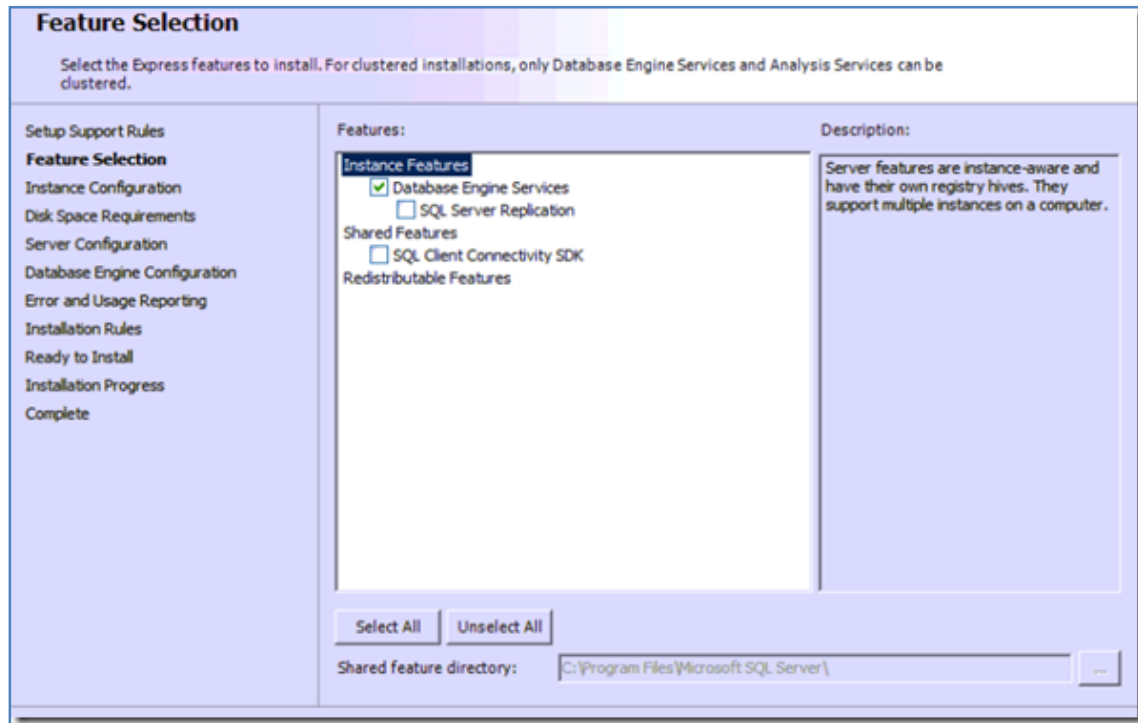 Feature Selection
Select the Express features to install. For clustered installations, only Database Engine Services and Analysis Services can be
clustered.
Setup Support Rules
Feature Selection
Instance Configuration
Disk Space Requirements
Server Configuration
Database Engine Configuration
Error and Usage Reporting
Installation Rules
Ready to Install
Installation Progress
Complete
Features:
Instance Features
Database Engine Services
SQL Server Replication
Shared Features
SQL Client Connectivity SDK
Redistributable Features
Description:
Server features are instance-aware and
have their own registry hives. They
support multiple instances on a computer.
Select All
Unselect All
Shared feature directory:
C:\Program Files\Microsoft SQL Server\
...